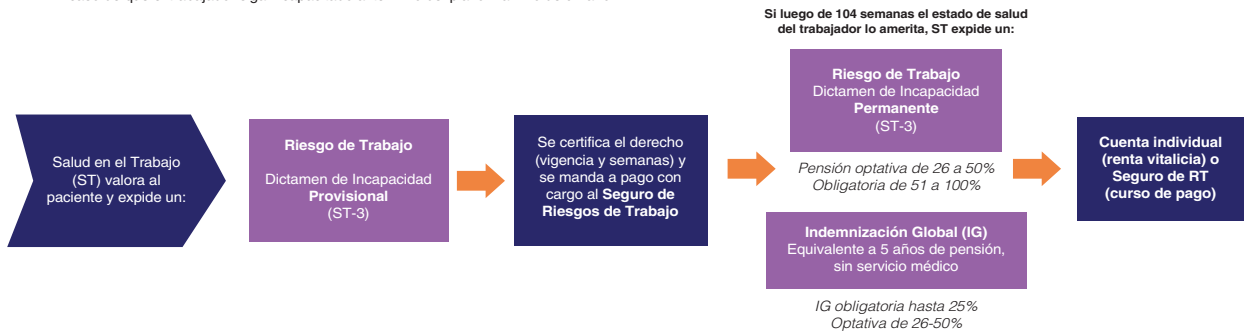 Si luego de 104 semanas el estado de salud
del trabajador lo amerita, ST expide un:
Salud en el Trabajo
(ST) valora al
paciente y expide un:
Riesgo de Trabajo
Dictamen de Incapacidad
Provisional
(ST-3)
Se certifica el derecho
(vigencia y semanas) y
se manda a pago con
cargo al Seguro de
Riesgos de Trabajo
Riesgo de Trabajo
Dictamen de Incapacidad
Permanente
(ST-3)
Pensión optativa de 26 a 50%
Obligatoria de 51 a 100%
Indemnización Global (IG)
Equivalente a 5 años de pensión,
sin servicio médico
IG obligatoria hasta 25%
Optativa de 26-50%
Cuenta individual
(renta vitalicia) o
Seguro de RT
(curso de pago)